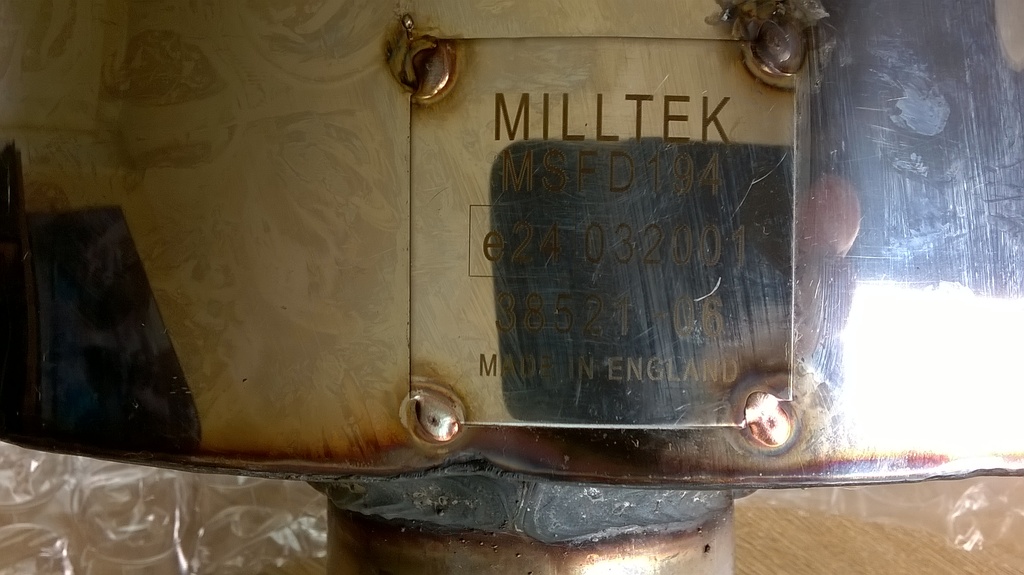 MILLTEK
MSFD194
e24 032001
38521-06
MADE IN ENGLAND